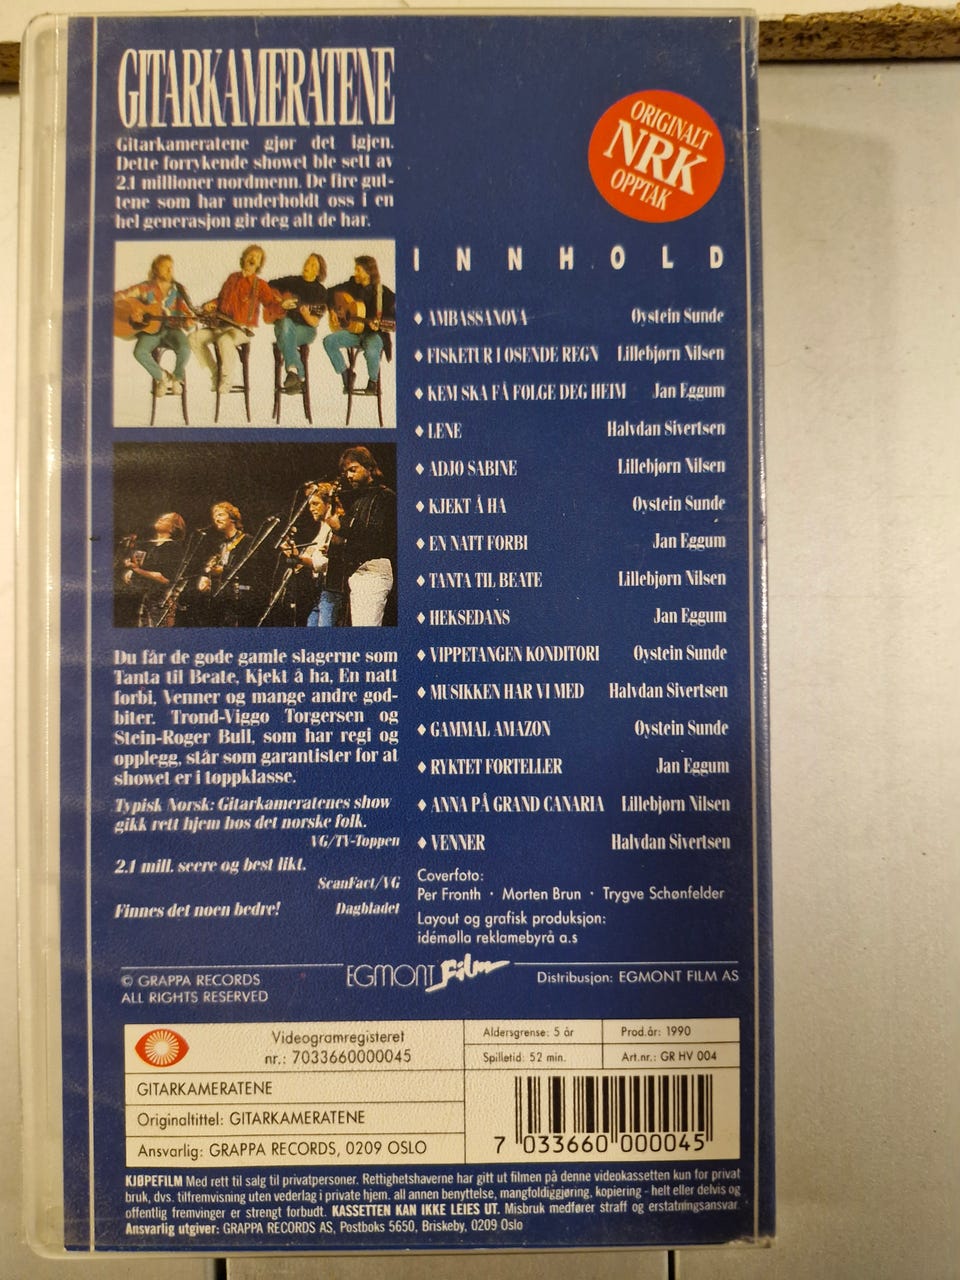 GITARKAMERATENE
Gitarkameratene gjør det igjen.
Dette forrykende showet ble sett av
2.1 millioner nordmenn. De fire gut-
tene som har underholdt oss i en
hel generasjon gir deg alt de har.
ORIGINALT
NRK
OPPTAK
INNHOLD
♦ AMBASSANOVA Øystein Sunde
♦ FISKETUR I ØSENDE REGN Lillebjørn Nilsen
♦ KEM SKA FÅ FØLGE DEG HEIM Jan Eggum
♦ LENE Halvdan Sivertsen
♦ ADJØ SABINE Lillebjørn Nilsen
♦ KJEKT Å HA Øystein Sunde
♦ EN NATT FORBI Jan Eggum
♦ TANTA TIL BEATE Lillebjørn Nilsen
♦ HEKSEDANS Jan Eggum
♦ VIPPETANGEN KONDITORI Øystein Sunde
♦ MUSIKKEN HAR VI MED Halvdan Sivertsen
♦ GAMMAL AMAZON Øystein Sunde
♦ RYKTET FORTELLER Jan Eggum
♦ ANNA PÅ GRAND CANARIA Lillebjørn Nilsen
♦ VENNER Halvdan Sivertsen
Du får de gode gamle slagerne som
Tanta til Beate, Kjekt å ha, En natt
forbi, Venner og mange andre god-
biter. Trond-Viggo Torgersen og
Stein-Roger Bull, som har regi og
opplegg, står som garantister for at
showet er i toppklasse.
Typisk Norsk: Gitarkameratenes show
gikk rett hjem hos det norske folk.
VG/TV-Toppen
2.1 mill. seere og best likt.
ScanFact/VG
Finnes det noen bedre! Dagbladet
Coverfoto:
Per Fronth · Morten Brun · Trygve Schønfelder
Layout og grafisk produksjon:
idémølla reklamebyrå a.s
© GRAPPA RECORDS
ALL RIGHTS RESERVED
EGMONT Film
Distribusjon: EGMONT FILM AS
Videogramregisteret
nr.: 7033660000045
Aldersgrense: 5 år
Prod.år: 1990
Spilletid: 52 min.
Art.nr.: GR HV 004
GITARKAMERATENE
Originaltittel: GITARKAMERATENE
Ansvarlig: GRAPPA RECORDS, 0209 OSLO
7 033660 000045
KJØPEFILM Med rett til salg til privatpersoner. Rettighetshaverne har gitt ut filmen på denne videokassetten kun for privat
bruk, dvs. tilfremvisning uten vederlag i private hjem. all annen benyttelse, mangfoldiggjøring, kopiering - helt eller delvis og
offentlig fremvinger er strengt forbudt. KASSETTEN KAN IKKE LEIES UT. Misbruk medfører straff og erstatningsansvar.
Ansvarlig utgiver: GRAPPA RECORDS AS, Postboks 5650, Briskeby, 0209 Oslo